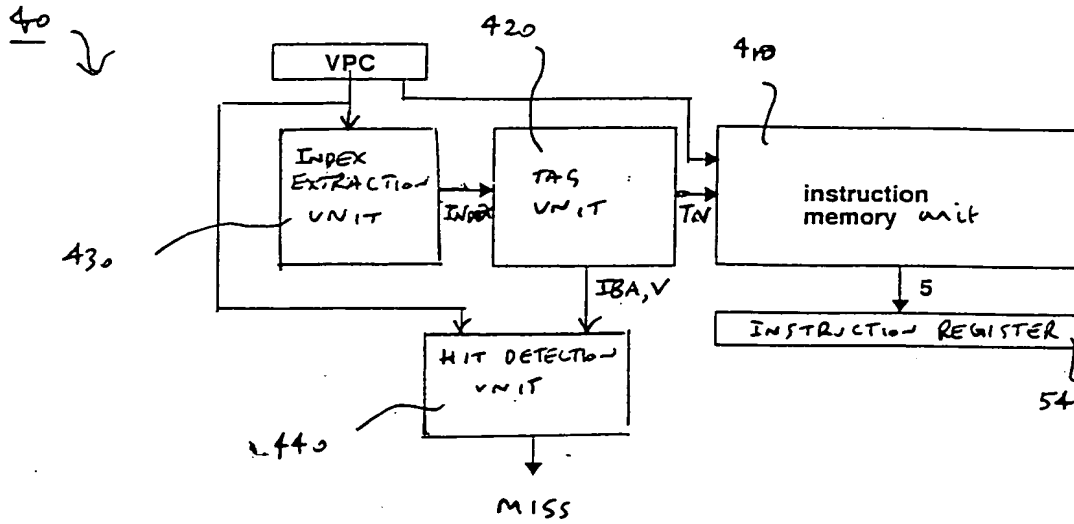 40
420
410
VPC
INDEX
EXTRACTION
UNIT
INDEX
TAG
UNIT
TN
instruction
memory unit
430
IBA, V
5
INSTRUCTION REGISTER
HIT DETECTION
UNIT
54
440
MISS